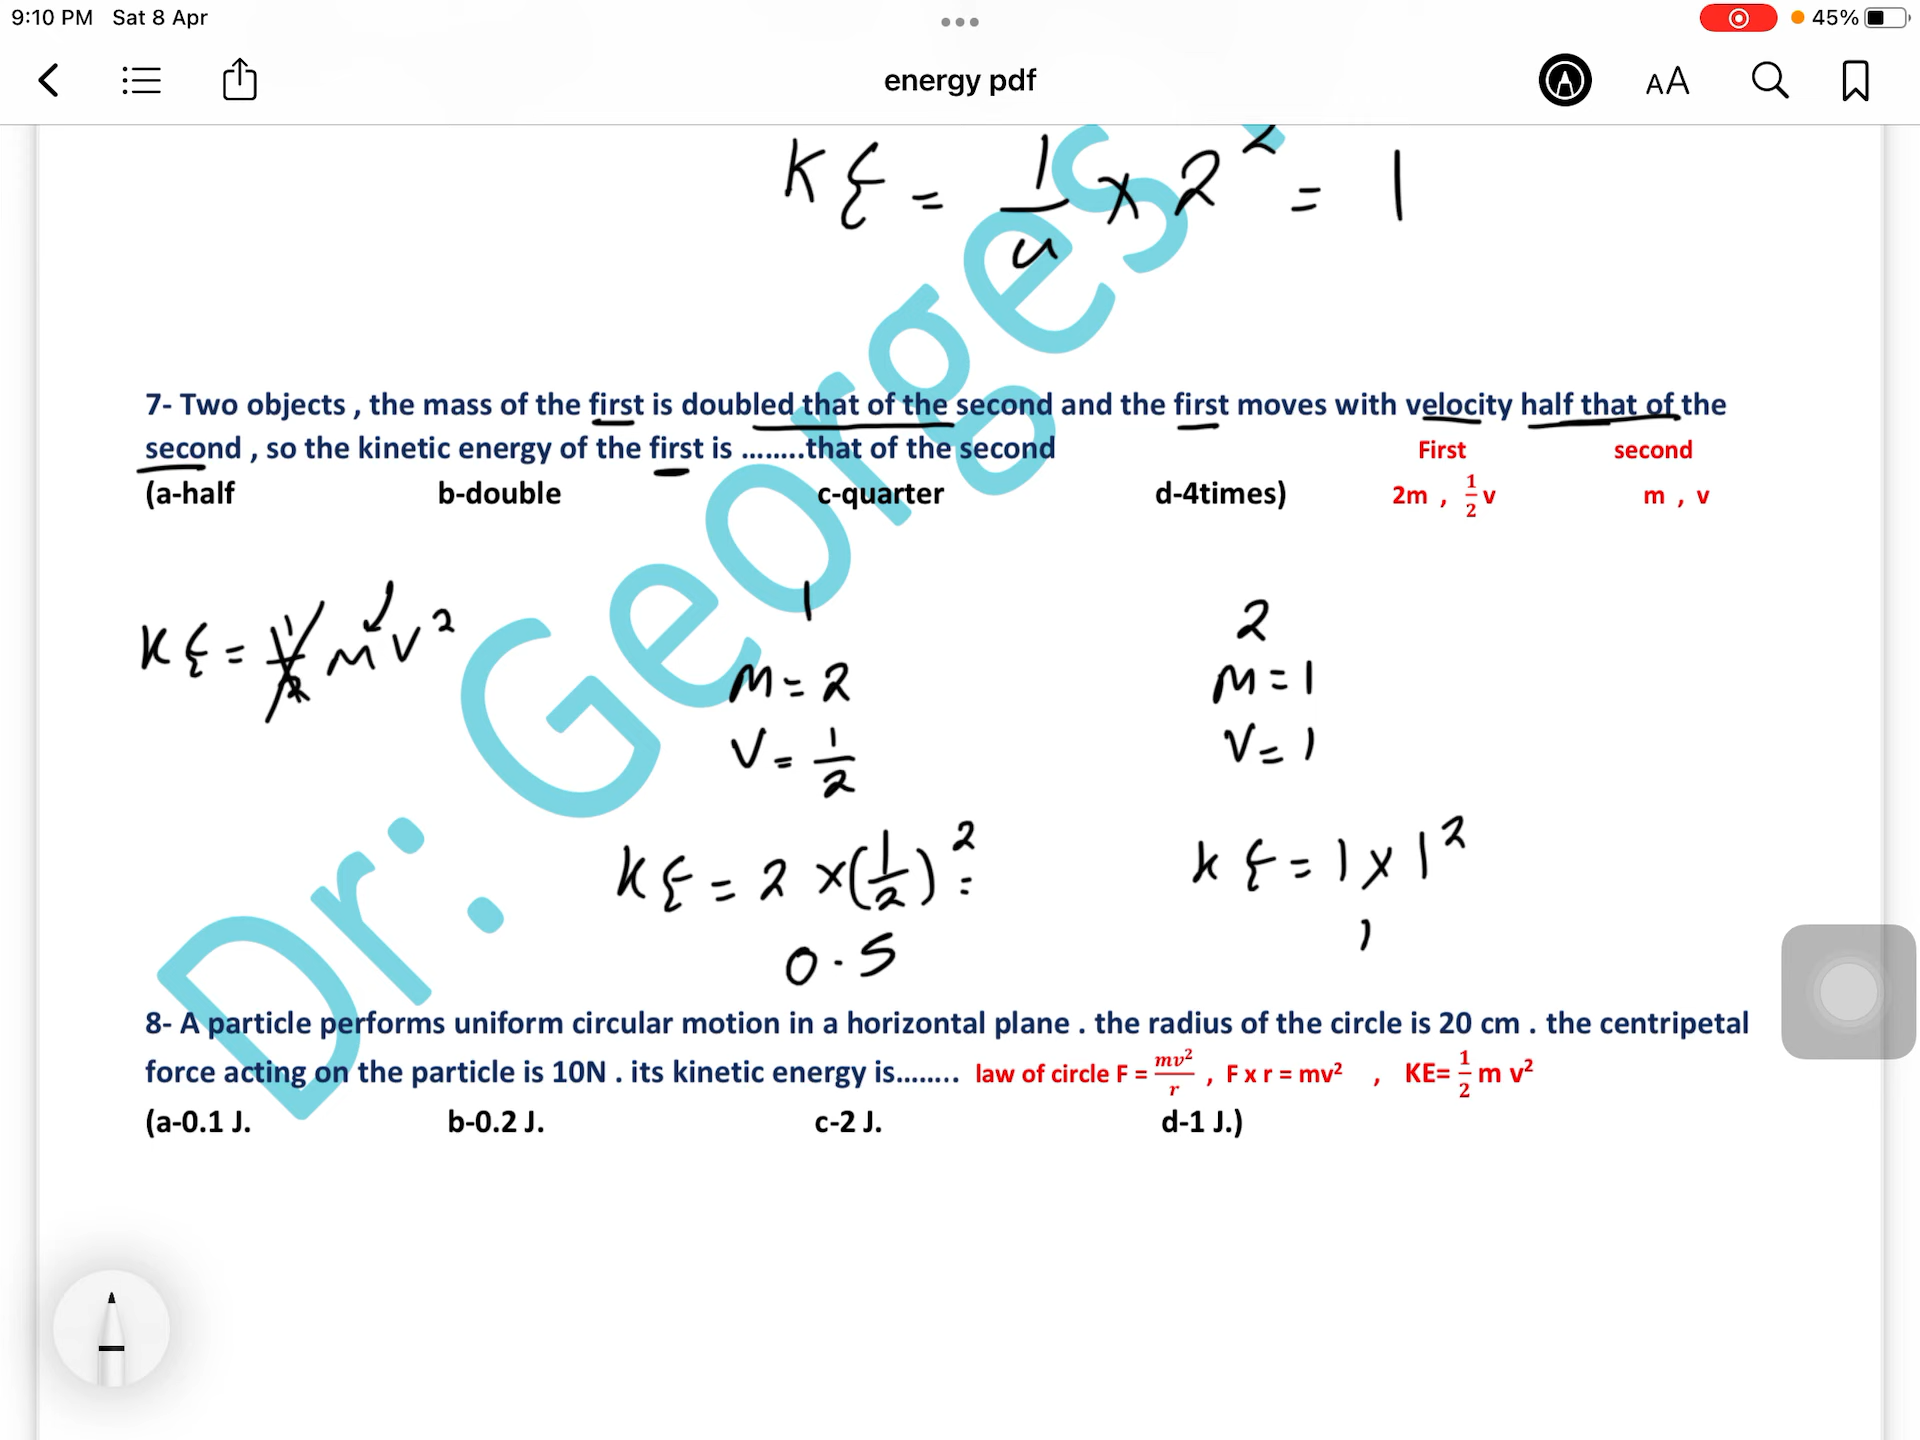 9:10 PM Sat 8 Apr
45%
energy pdf
AA
KE = 1/4 x 2² = 1
7- Two objects , the mass of the first is doubled that of the second and the first moves with velocity half that of the
second , so the kinetic energy of the first is ........that of the second
First second
(a-half b-double c-quarter d-4times)
2m , 1/2 v m , v
KE = 1/2 m v²
1 2
M = 2 M = 1
V = 1/2 V = 1
KE = 2 x (1/2)² = KE = 1 x 1²
0.5 1
8- A particle performs uniform circular motion in a horizontal plane . the radius of the circle is 20 cm . the centripetal
force acting on the particle is 10N . its kinetic energy is........ law of circle F = mv²/r , F x r = mv² , KE= 1/2 m v²
(a-0.1 J. b-0.2 J. c-2 J. d-1 J.)
Dr: Georges